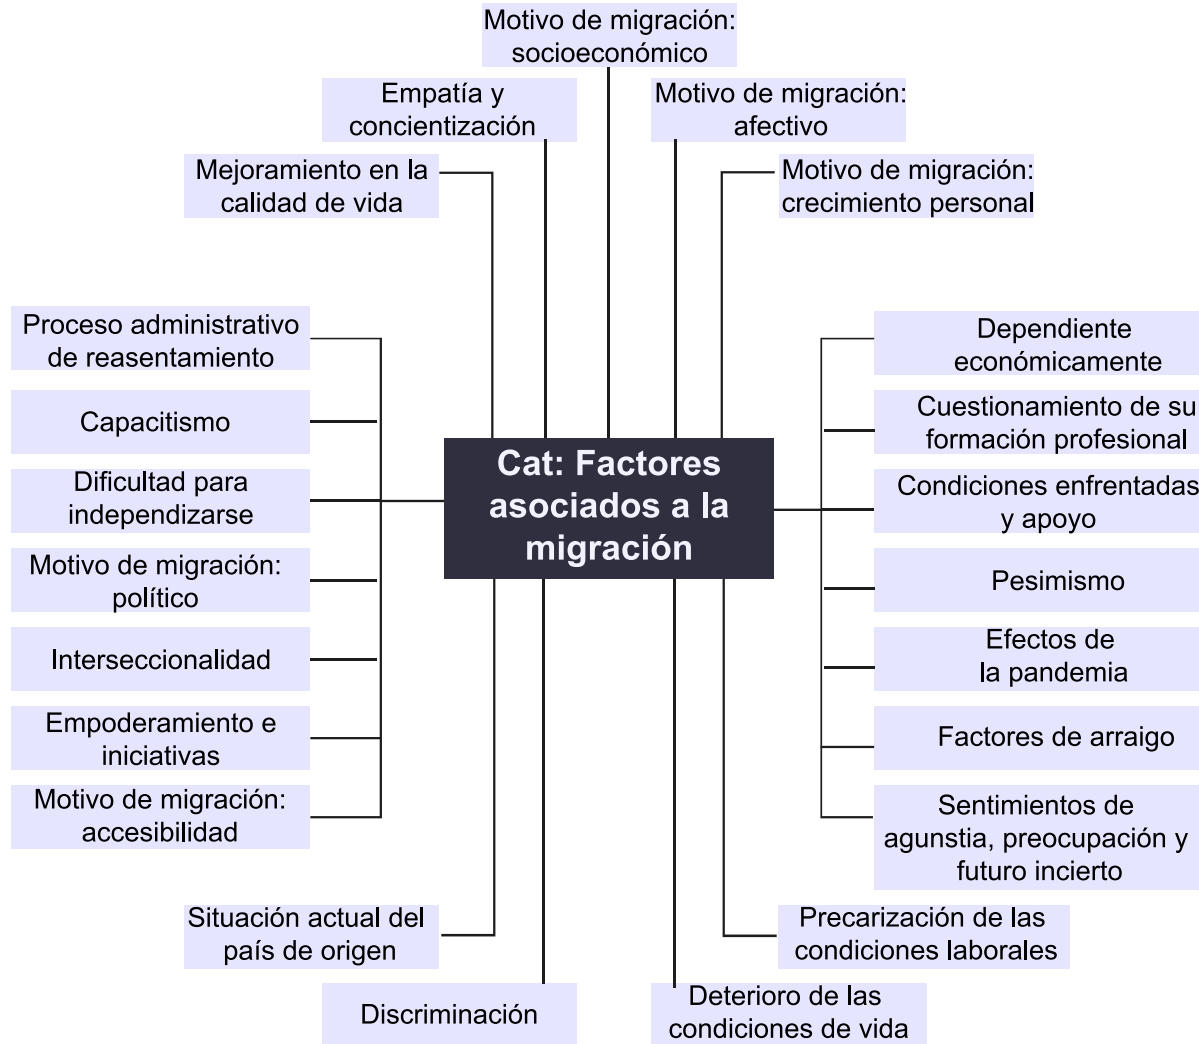 Motivo de migración:
socioeconómico
Empatía y
concientización
Motivo de migración:
afectivo
Mejoramiento en la
calidad de vida
Motivo de migración:
crecimiento personal
Proceso administrativo
de reasentamiento
Capacitismo
Dificultad para
independizarse
Motivo de migración:
político
Interseccionalidad
Empoderamiento e
iniciativas
Motivo de migración:
accesibilidad
Cat: Factores
asociados a la
migración
Dependiente
económicamente
Cuestionamiento de su
formación profesional
Condiciones enfrentadas
y apoyo
Pesimismo
Efectos de
la pandemia
Factores de arraigo
Sentimientos de
agunstia, preocupación y
futuro incierto
Situación actual del
país de origen
Precarización de las
condiciones laborales
Discriminación
Deterioro de las
condiciones de vida